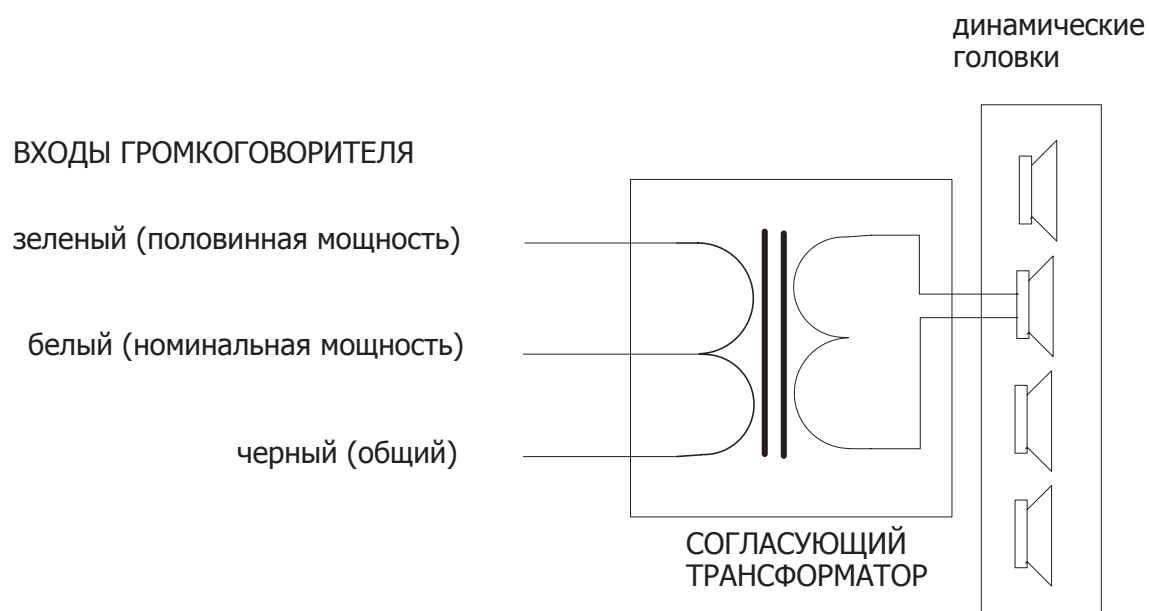 динамические
головки
ВХОДЫ ГРОМКОГОВОРИТЕЛЯ
зеленый (половинная мощность)
белый (номинальная мощность)
черный (общий)
СОГЛАСУЮЩИЙ
ТРАНСФОРМАТОР